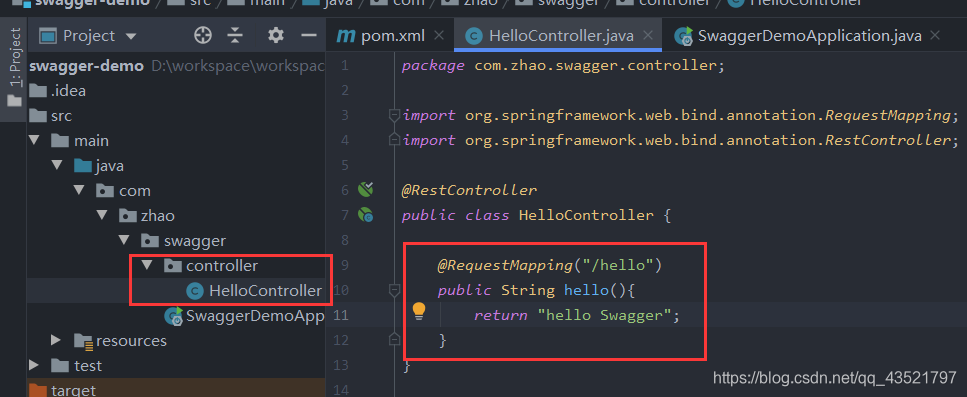 swagger-demo src main java com zhao swagger controller HelloController
1: Project
Project
pom.xml
HelloController.java
SwaggerDemoApplication.java
swagger-demo D:\workspace\swaggerr-demo
.idea
src
main
java
com
zhao
swagger
controller
HelloController
SwaggerDemoApp
resources
test
target
1 package com.zhao.swagger.controller;
2
3 import org.springframework.web.bind.annotation.RequestMapping;
4 import org.springframework.web.bind.annotation.RestController;
5
6 @RestController
7 public class HelloController {
8
9 @RequestMapping("/hello")
10 public String hello(){
11 return "hello Swagger";
12 }
13 }
14
https://blog.csdn.net/qq_43521797